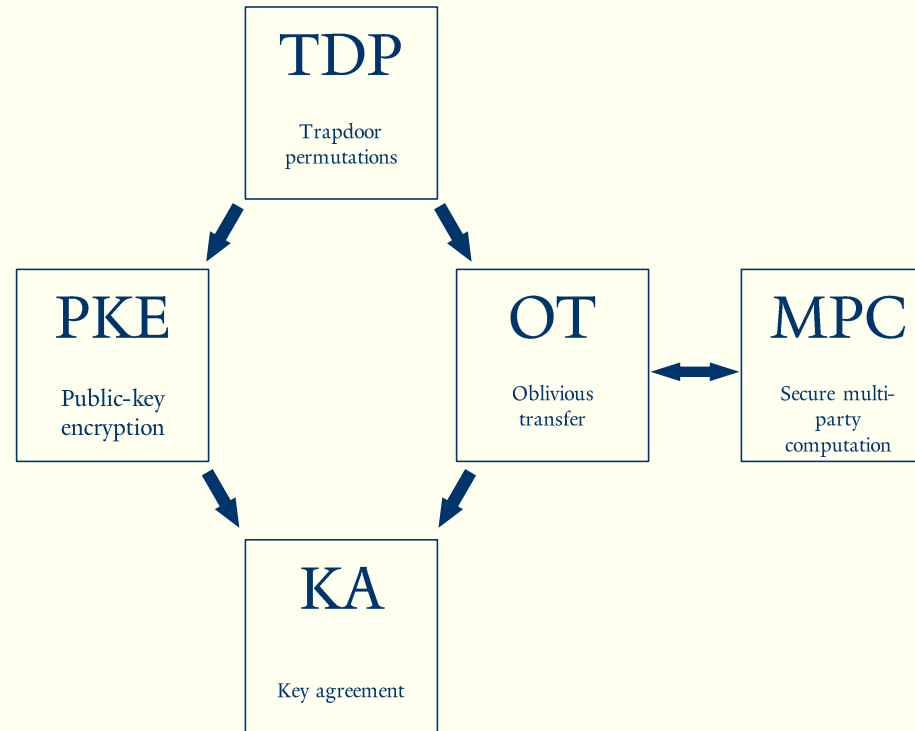 TDP
Trapdoor
permutations
PKE
Public-key
encryption
OT
Oblivious
transfer
MPC
Secure multi-
party
computation
KA
Key agreement